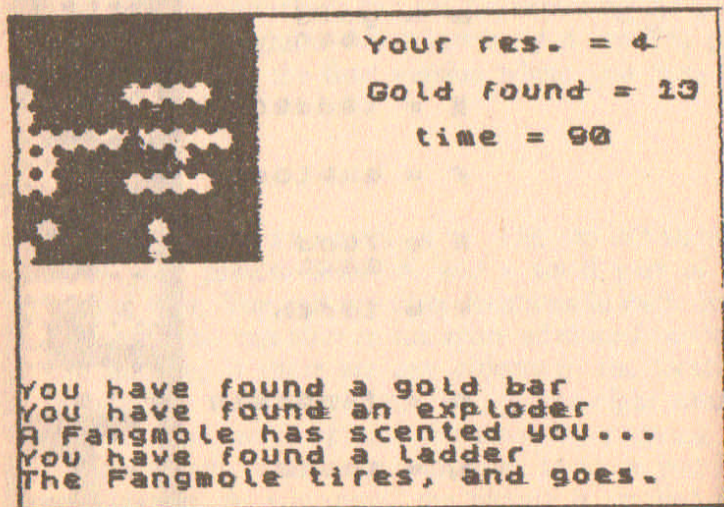 Your res. = 4
Gold found = 13
time = 90
You have found a gold bar
You have found an exploder
A Fangmole has scented you...
You have found a ladder
The Fangmole tires, and goes.